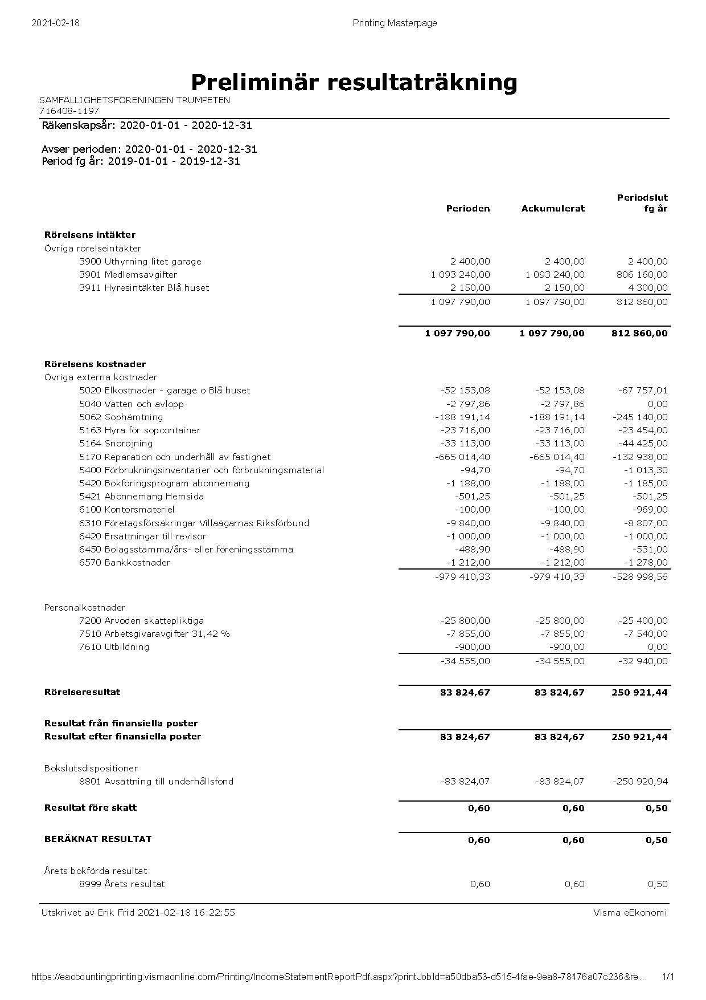 2021-02-18 Printing Masterpage
Preliminär resultaträkning
SAMFÄLLIGHETSFÖRENINGEN TRUMPETEN
716408-1197
Räkenskapsår: 2020-01-01 - 2020-12-31
Avser perioden: 2020-01-01 - 2020-12-31
Period fg år: 2019-01-01 - 2019-12-31
Periodslut
Perioden Ackumulerat fg år
Rörelsens intäkter
Övriga rörelseintäkter
3900 Uthyrning litet garage 2 400,00 2 400,00 2 400,00
3901 Medlemsavgifter 1 093 240,00 1 093 240,00 806 160,00
3911 Hyresintäkter Blå huset 2 150,00 2 150,00 4 300,00
1 097 790,00 1 097 790,00 812 860,00
1 097 790,00 1 097 790,00 812 860,00
Rörelsens kostnader
Övriga externa kostnader
5020 Elkostnader - garage o Blå huset -52 153,08 -52 153,08 -67 757,01
5040 Vatten och avlopp -2 797,86 -2 797,86 0,00
5062 Sophämtning -188 191,14 -188 191,14 -245 140,00
5163 Hyra för sopcontainer -23 716,00 -23 716,00 -23 454,00
5164 Snöröjning -33 113,00 -33 113,00 -44 425,00
5170 Reparation och underhåll av fastighet -665 014,40 -665 014,40 -132 938,00
5400 Förbrukningsinventarier och förbrukningsmaterial -94,70 -94,70 -1 013,30
5420 Bokföringsprogram abonnemang -1 188,00 -1 188,00 -1 185,00
5421 Abonnemang Hemsida -501,25 -501,25 -501,25
6100 Kontorsmateriel -100,00 -100,00 -969,00
6310 Företagsförsäkringar Villaägarnas Riksförbund -9 840,00 -9 840,00 -8 807,00
6420 Ersättningar till revisor -1 000,00 -1 000,00 -1 000,00
6450 Bolagsstämma/års- eller föreningsstämma -488,90 -488,90 -531,00
6570 Bankkostnader -1 212,00 -1 212,00 -1 278,00
-979 410,33 -979 410,33 -528 998,56
Personalkostnader
7200 Arvoden skattepliktiga -25 800,00 -25 800,00 -25 400,00
7510 Arbetsgivaravgifter 31,42 % -7 855,00 -7 855,00 -7 540,00
7610 Utbildning -900,00 -900,00 0,00
-34 555,00 -34 555,00 -32 940,00
Rörelseresultat 83 824,67 83 824,67 250 921,44
Resultat från finansiella poster
Resultat efter finansiella poster 83 824,67 83 824,67 250 921,44
Bokslutsdispositioner
8801 Avsättning till underhållsfond -83 824,07 -83 824,07 -250 920,94
Resultat före skatt 0,60 0,60 0,50
BERÄKNAT RESULTAT 0,60 0,60 0,50
Årets bokförda resultat
8999 Årets resultat 0,60 0,60 0,50
Utskrivet av Erik Frid 2021-02-18 16:22:55 Visma eEkonomi
https://eaccountingprinting.vismaonline.com/Printing/IncomeStatementReportPdf.aspx?printJobId=a50dba53-d515-4fae-9ea8-78476a07c236&re... 1/1